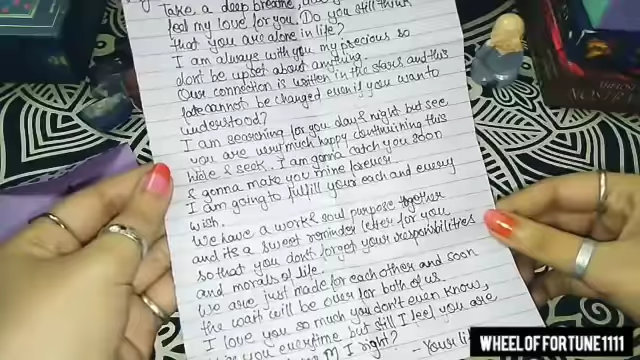 Take a deep breathe,
feel my love for you. Do you still think
that you are alone in life?
I am always with you my precious so
don't be upset about anything.
Our connection is written in the stars and this
fate cannot be changed even if you want to
understood?
I am searching for you day & night but see
you are very much happy continuining this
hide & seek. I am gonna catch you soon
& gonna make you mine forever.
I am going to fulfill your each and every
wish.
We have a work & soul purpose together
and its a sweet reminder letter for you
so that you don't forget your responsibilities
and morals of life.
We are just made for each other and soon
the wait will be over for both of us.
I love you so much you don't even know,
you everytime but still I feel you are
M I right?
- Your
WHEEL OF FORTUNE1111